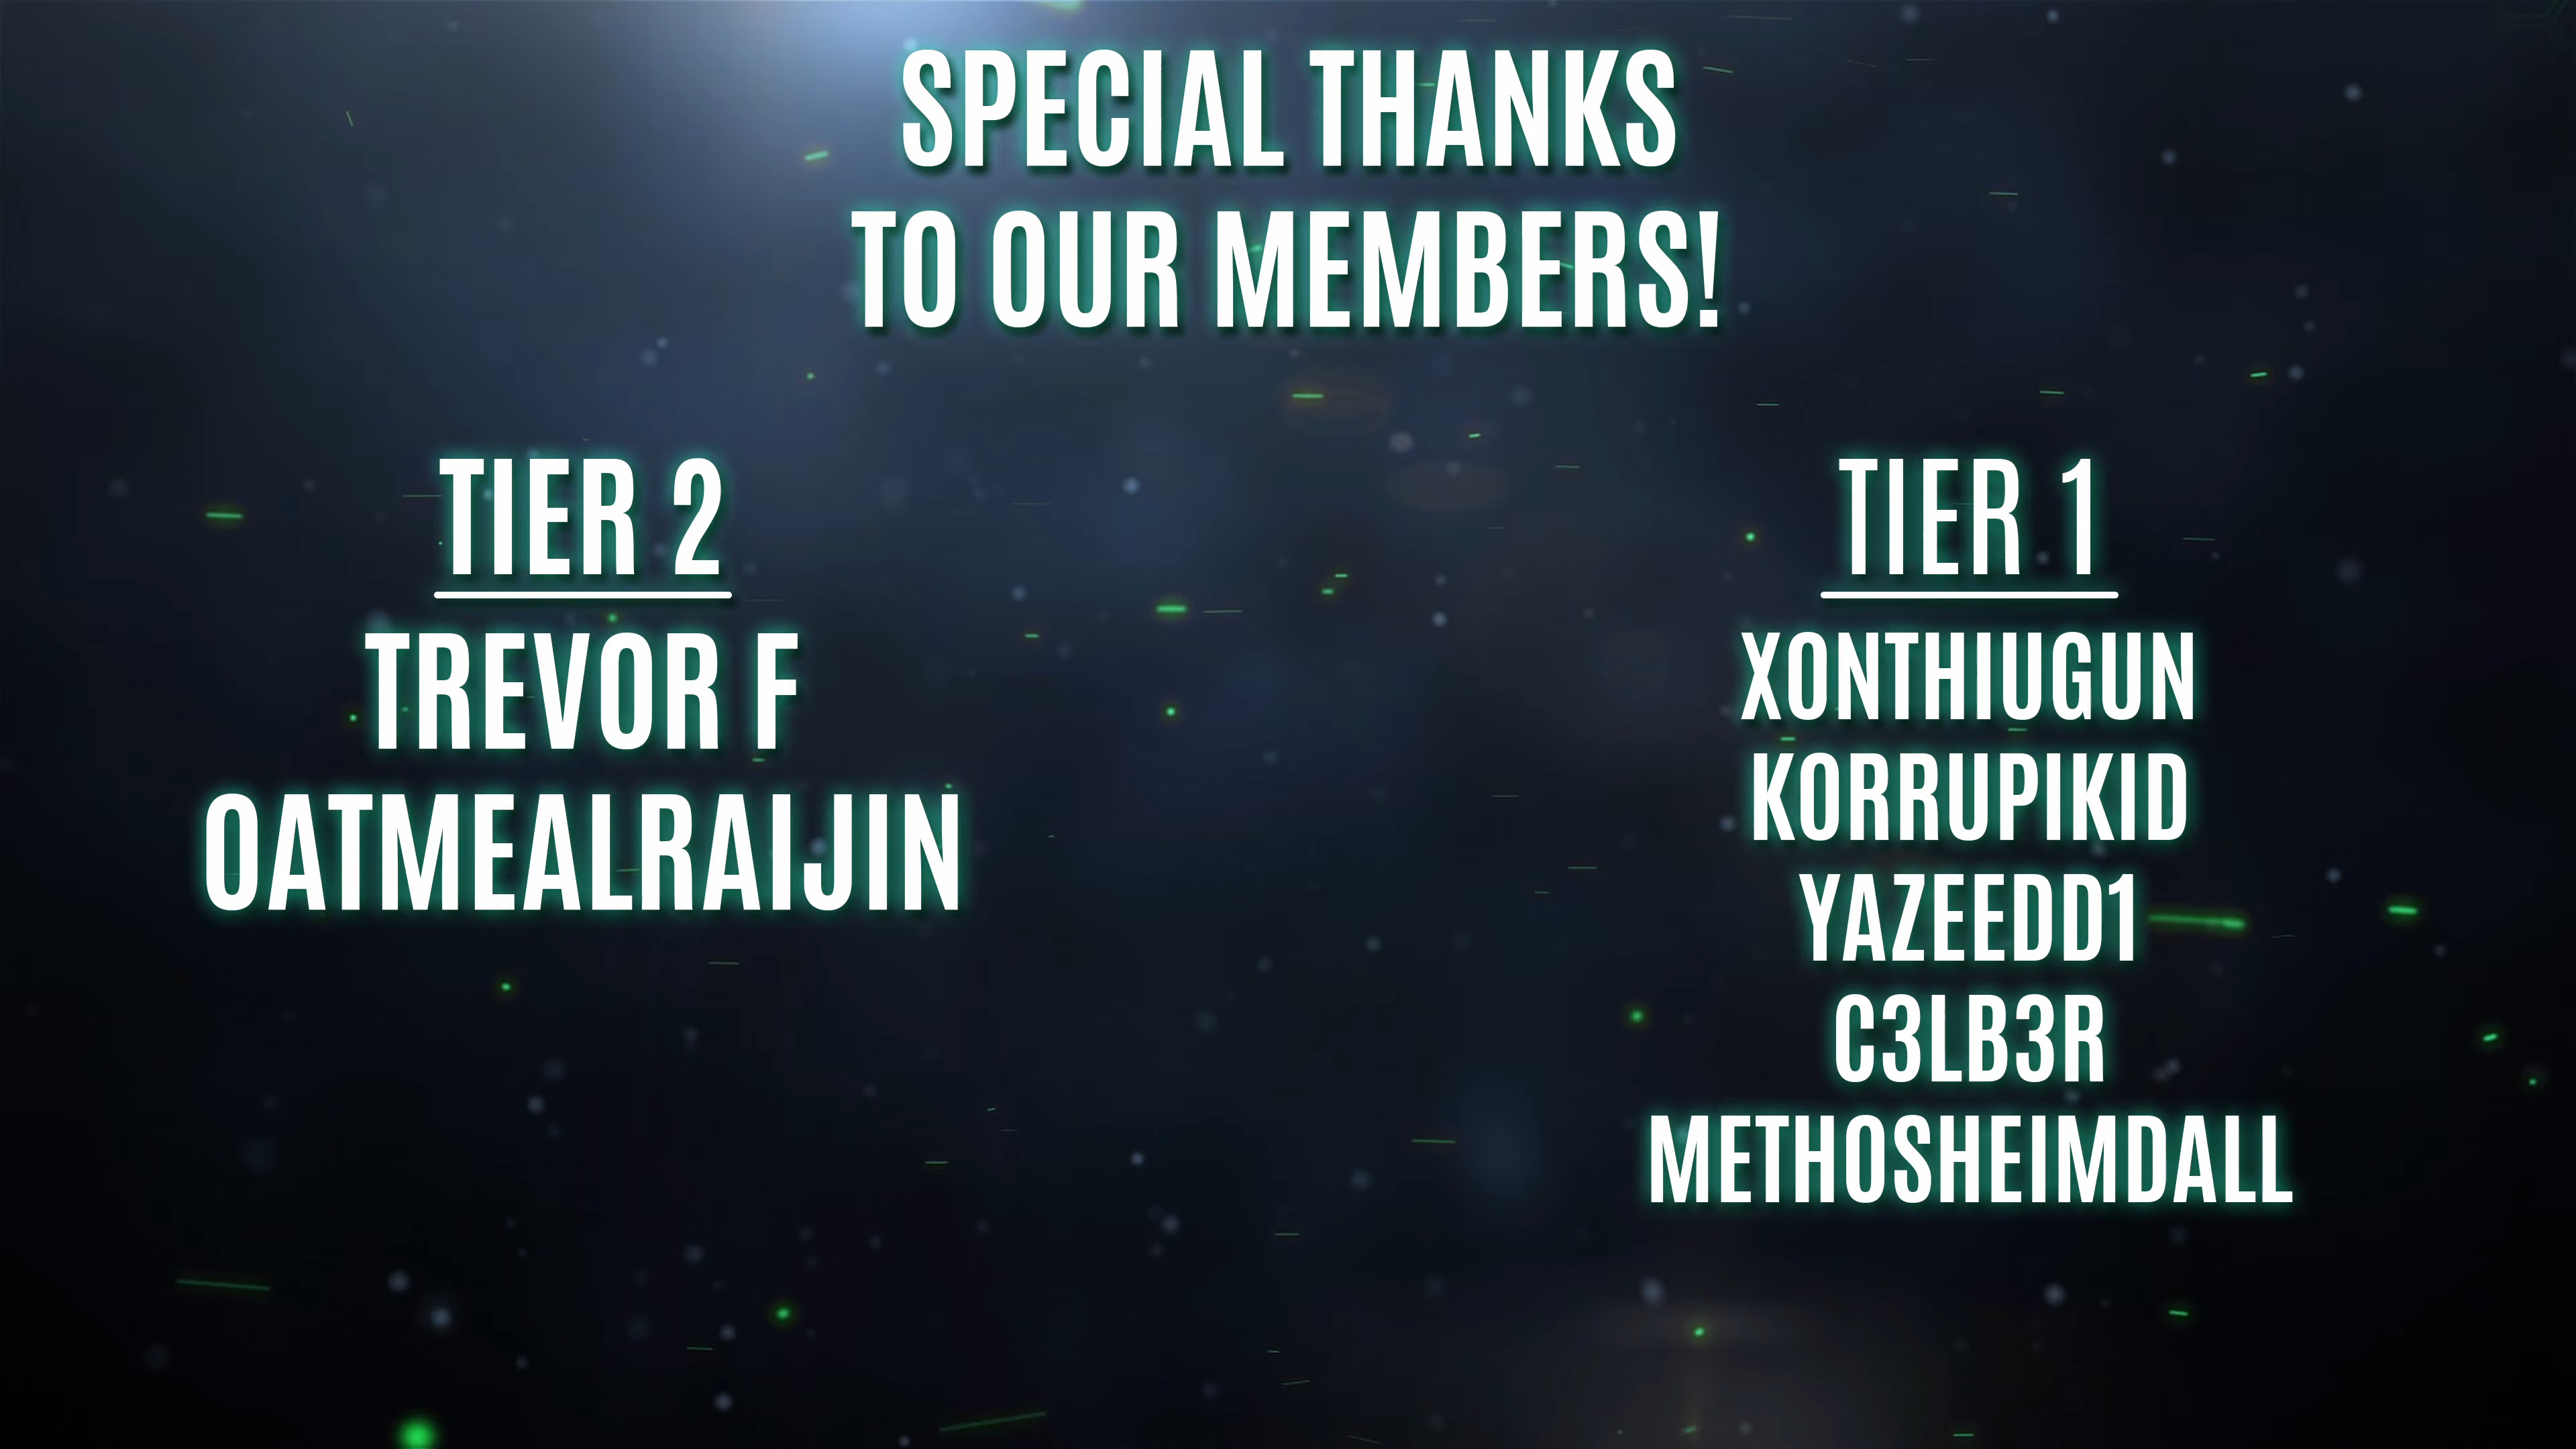 SPECIAL THANKS
TO OUR MEMBERS!
TIER 2
TREVOR F
OATMEALRAIJIN
TIER 1
XONTHIUGUN
KORRUPIKID
YAZEEDD1
C3LB3R
METHOSHEIMDALL